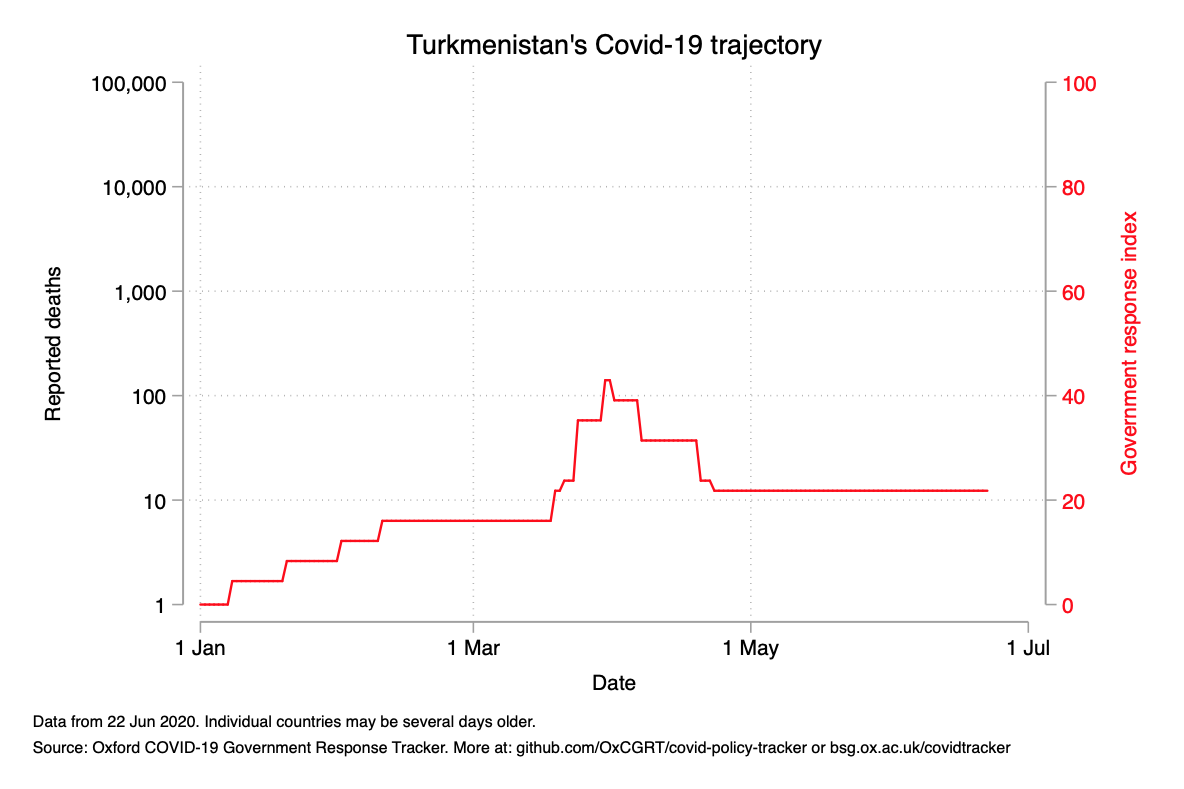 Turkmenistan's Covid-19 trajectory
100,000
10,000
1,000
100
10
1
Reported deaths
100
80
60
40
20
0
Government response index
1 Jan
1 Mar
1 May
1 Jul
Date
Data from 22 Jun 2020. Individual countries may be several days older.
Source: Oxford COVID-19 Government Response Tracker. More at: github.com/OxCGRT/covid-policy-tracker or bsg.ox.ac.uk/covidtracker